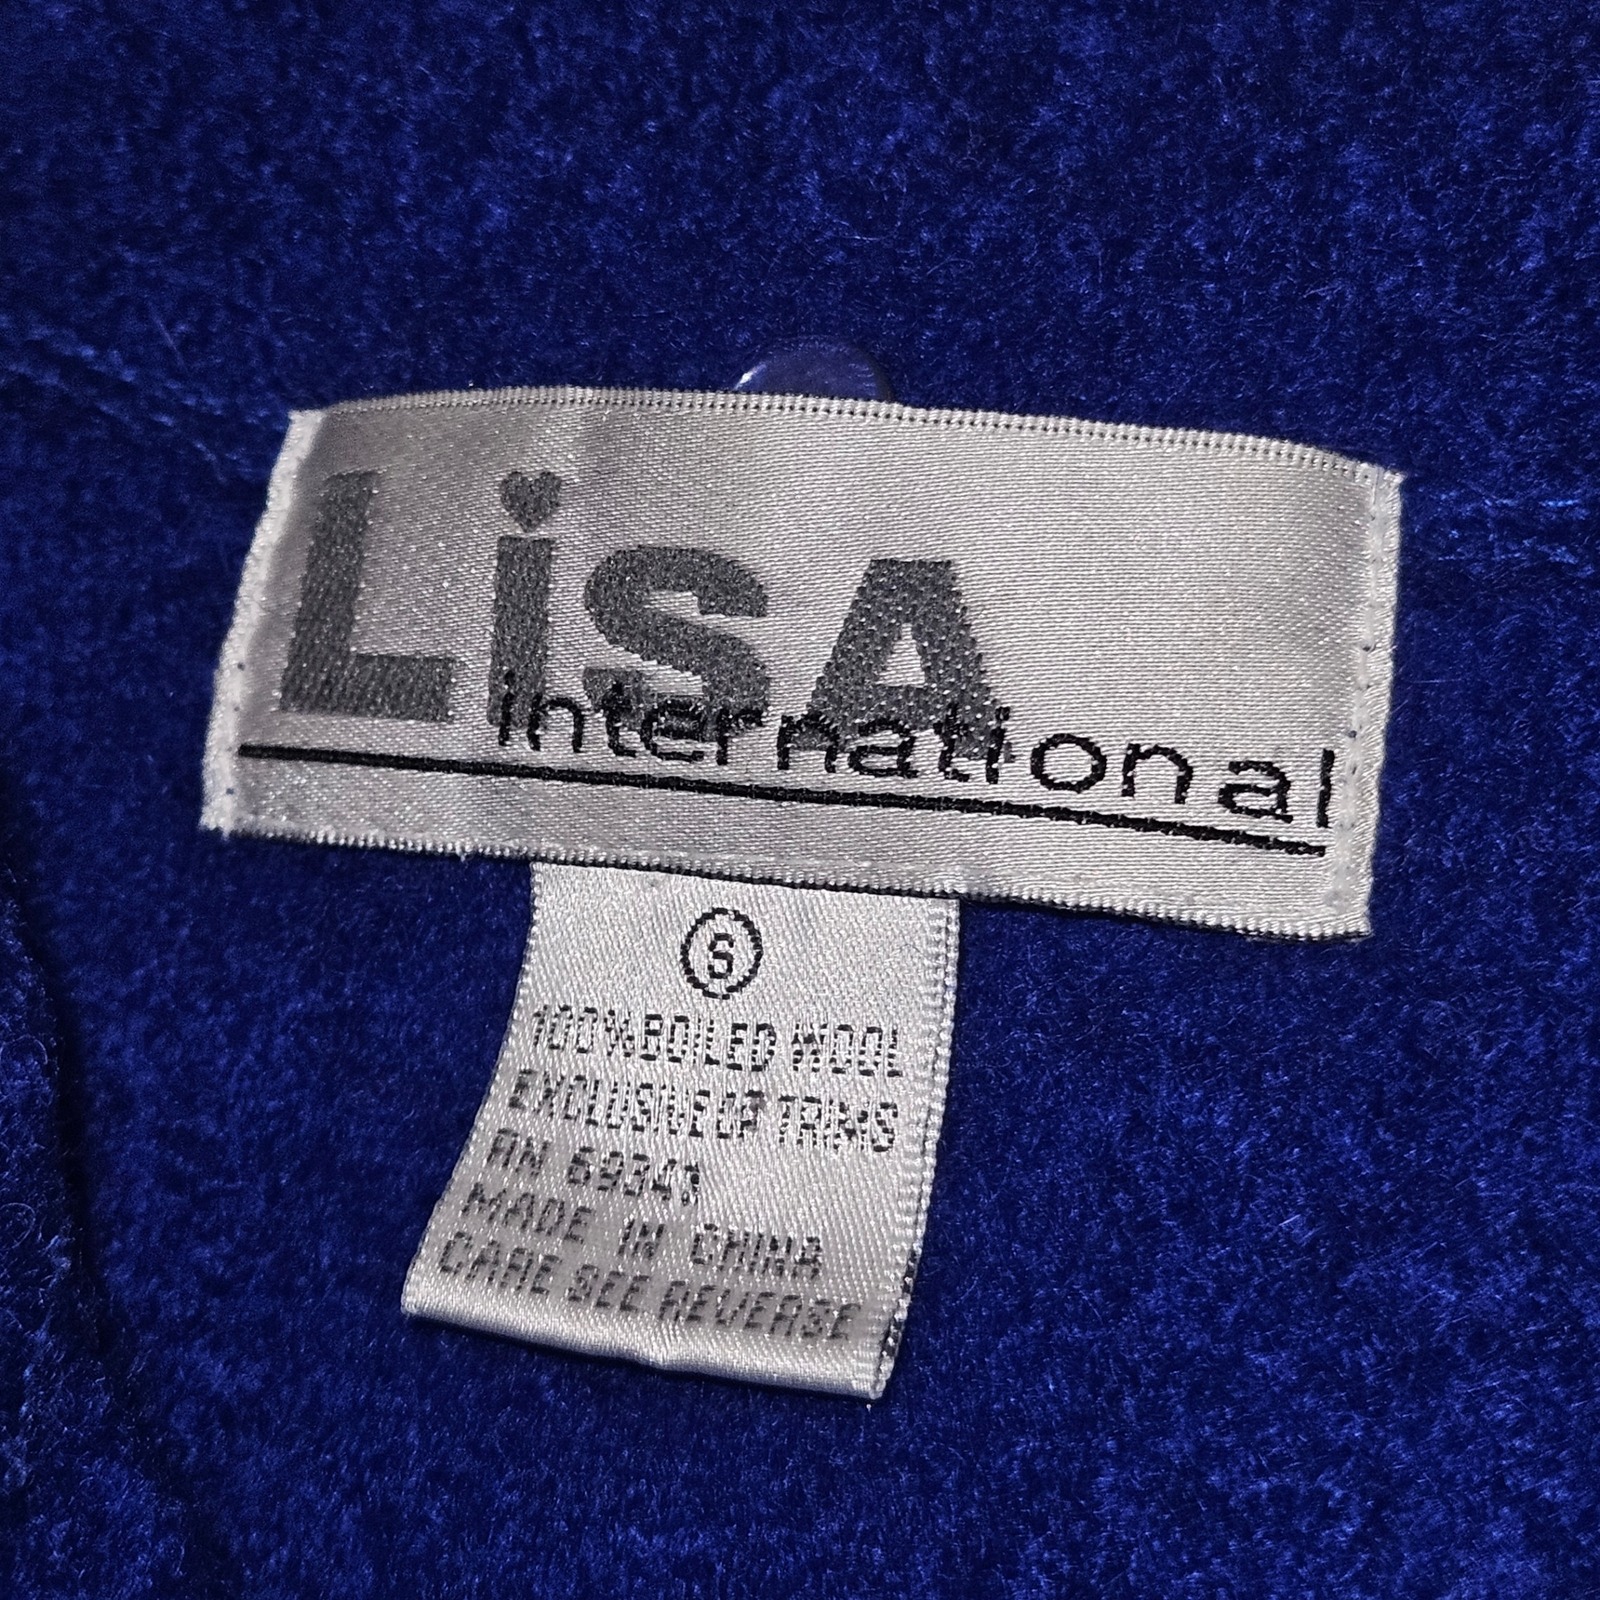 LiSA
international
S
100% BOILED WOOL
EXCLUSIVE OF TRIMS
RN 69343
MADE IN CHINA
CARE SEE REVERSE